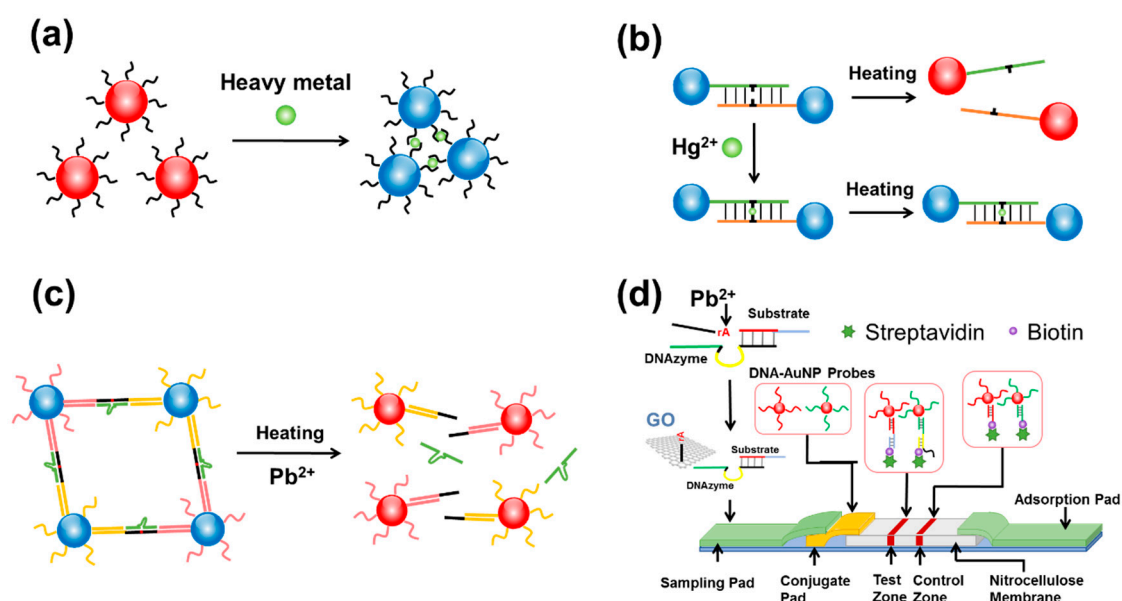 (a)
Heavy metal
(b)
Heating
Hg2+
Heating
(c)
Heating
Pb2+
(d)
Pb2+
Substrate
rA
DNAzyme
Streptavidin
Biotin
DNA-AuNP Probes
GO
rA
Substrate
DNAzyme
Adsorption Pad
Sampling Pad
Conjugate
Pad
Test
Zone
Control
Zone
Nitrocellulose
Membrane